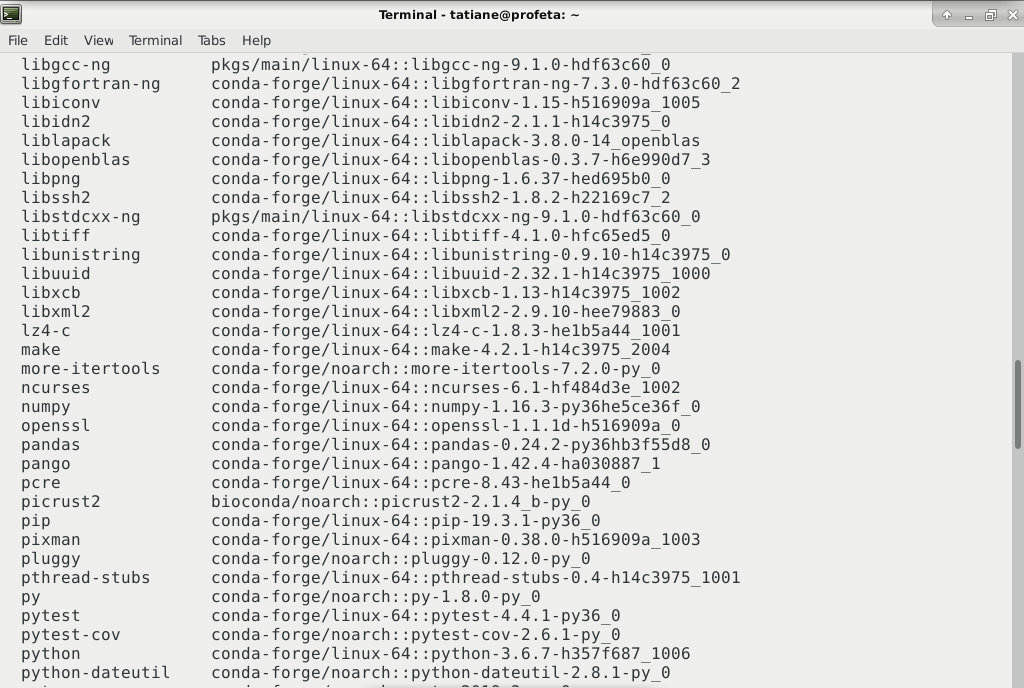 Terminal - tatiane@profeta: ~
File Edit View Terminal Tabs Help
libgcc-ng pkgs/main/linux-64::libgcc-ng-9.1.0-hdf63c60_0
libgfortran-ng conda-forge/linux-64::libgfortran-ng-7.3.0-hdf63c60_2
libiconv conda-forge/linux-64::libiconv-1.15-h516909a_1005
libidn2 conda-forge/linux-64::libidn2-2.1.1-h14c3975_0
liblapack conda-forge/linux-64::liblapack-3.8.0-14_openblas
libopenblas conda-forge/linux-64::libopenblas-0.3.7-h6e990d7_3
libpng conda-forge/linux-64::libpng-1.6.37-hed695b0_0
libssh2 conda-forge/linux-64::libssh2-1.8.2-h22169c7_2
libstdcxx-ng pkgs/main/linux-64::libstdcxx-ng-9.1.0-hdf63c60_0
libtiff conda-forge/linux-64::libtiff-4.1.0-hfc65ed5_0
libunistring conda-forge/linux-64::libunistring-0.9.10-h14c3975_0
libuuid conda-forge/linux-64::libuuid-2.32.1-h14c3975_1000
libxcb conda-forge/linux-64::libxcb-1.13-h14c3975_1002
libxml2 conda-forge/linux-64::libxml2-2.9.10-hee79883_0
lz4-c conda-forge/linux-64::lz4-c-1.8.3-he1b5a44_1001
make conda-forge/linux-64::make-4.2.1-h14c3975_2004
more-itertools conda-forge/noarch::more-itertools-7.2.0-py_0
ncurses conda-forge/linux-64::ncurses-6.1-hf484d3e_1002
numpy conda-forge/linux-64::numpy-1.16.3-py36he5ce36f_0
openssl conda-forge/linux-64::openssl-1.1.1d-h516909a_0
pandas conda-forge/linux-64::pandas-0.24.2-py36hb3f55d8_0
pango conda-forge/linux-64::pango-1.42.4-ha030887_1
pcre conda-forge/linux-64::pcre-8.43-he1b5a44_0
picrust2 bioconda/noarch::picrust2-2.1.4_b-py_0
pip conda-forge/linux-64::pip-19.3.1-py36_0
pixman conda-forge/linux-64::pixman-0.38.0-h516909a_1003
pluggy conda-forge/noarch::pluggy-0.12.0-py_0
pthread-stubs conda-forge/linux-64::pthread-stubs-0.4-h14c3975_1001
py conda-forge/noarch::py-1.8.0-py_0
pytest conda-forge/linux-64::pytest-4.4.1-py36_0
pytest-cov conda-forge/noarch::pytest-cov-2.6.1-py_0
python conda-forge/linux-64::python-3.6.7-h357f687_1006
python-dateutil conda-forge/noarch::python-dateutil-2.8.1-py_0